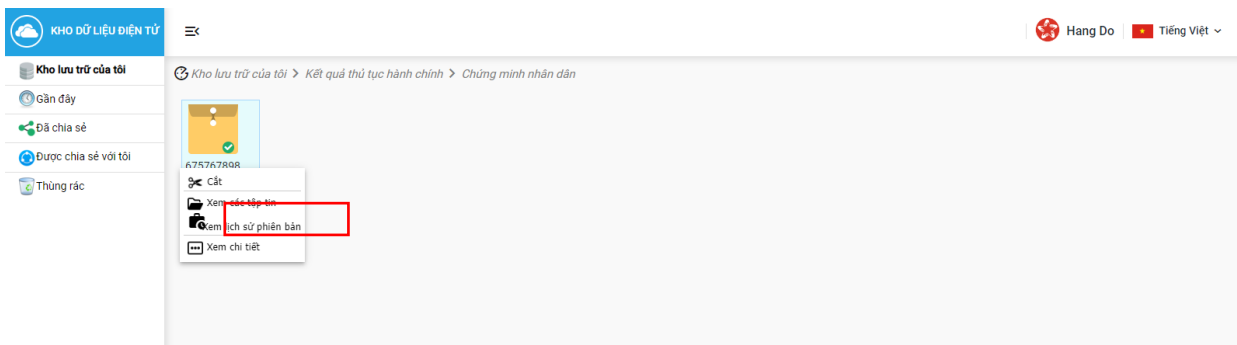 KHO DỮ LIỆU ĐIỆN TỬ
Hang Do
Tiếng Việt
Kho lưu trữ của tôi
Gần đây
Đã chia sẻ
Được chia sẻ với tôi
Thùng rác
Kho lưu trữ của tôi > Kết quả thủ tục hành chính > Chứng minh nhân dân
675767898
Cắt
Xem các tập tin
Xem lịch sử phiên bản
Xem chi tiết